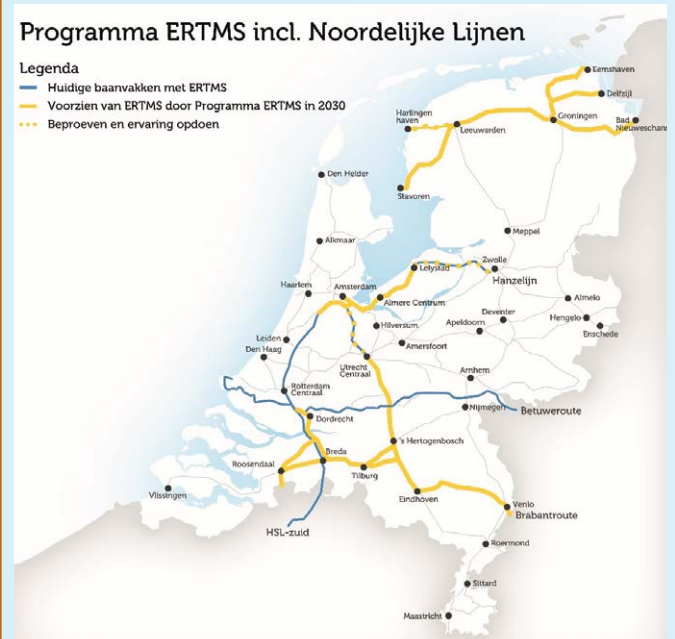 Programma ERTMS incl. Noordelijke Lijnen
Legenda
Huidige baanvakken met ERTMS
Voorzien van ERTMS door Programma ERTMS in 2030
Beproeven en ervaring opdoen
Eemshaven
Delfzijl
Harlingen
haven
Leeuwarden
Groningen
Bad
Nieuweschans
Stavoren
Den Helder
Meppel
Alkmaar
Lelystad
Zwolle
Hanzelijn
Haarlem
Amsterdam
Almere Centrum
Almelo
Hilversum
Apeldoorn
Deventer
Hengelo
Enschede
Leiden
Den Haag
Amersfoort
Utrecht
Centraal
Arnhem
Rotterdam
Centraal
Nijmegen
Betuweroute
Dordrecht
's Hertogenbosch
Breda
Roosendaal
Tilburg
Vlissingen
Eindhoven
Venlo
Brabantroute
HSL-zuid
Roermond
Sittard
Maastricht